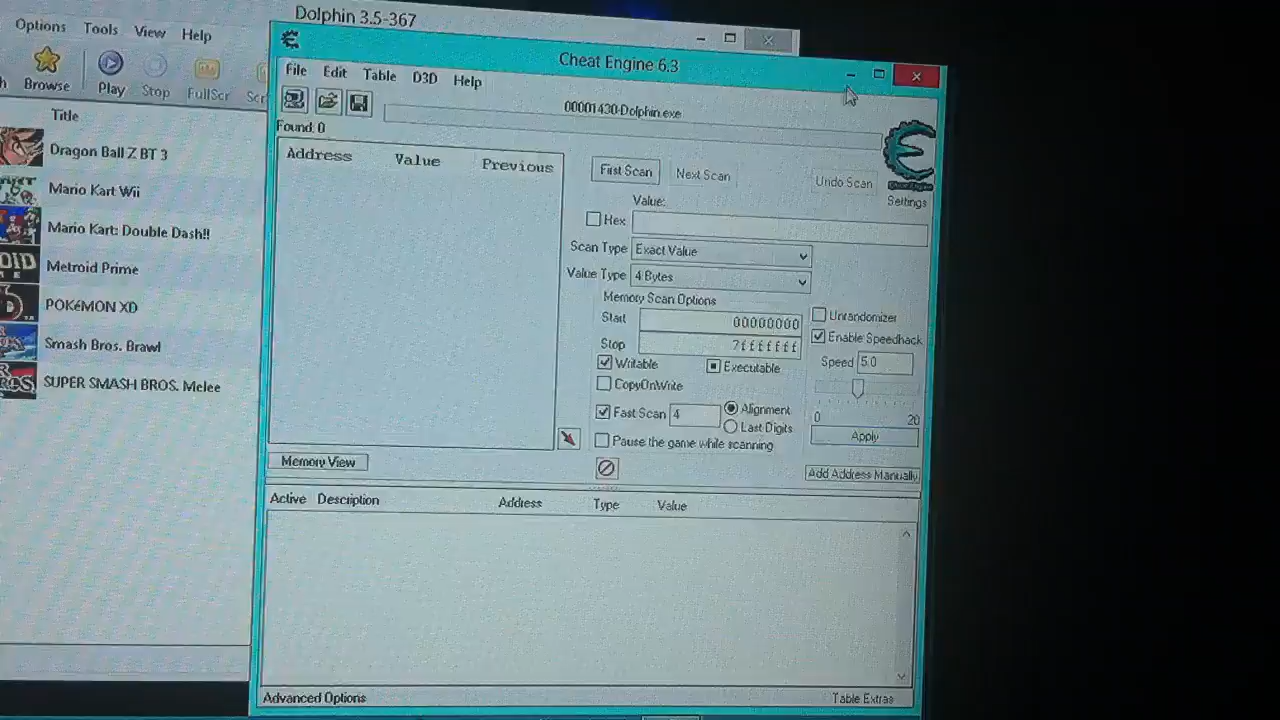 Dolphin 3.5-367
Options Tools View Help
Browse Play Stop FullScr Scr
Title
Dragon Ball Z BT 3
Mario Kart Wii
Mario Kart: Double Dash!!
Metroid Prime
POKéMON XD
Smash Bros. Brawl
SUPER SMASH BROS. Melee
Cheat Engine 6.3
File Edit Table D3D Help
00001430-Dolphin.exe
Found: 0
Address Value Previous
First Scan Next Scan Undo Scan
Settings
Value:
Hex
Scan Type Exact Value
Value Type 4 Bytes
Memory Scan Options
Start 00000000
Stop 7fffffff
Writable Executable
CopyOnWrite
Fast Scan 4 Alignment
Last Digits
Pause the game while scanning
Unrandomizer
Enable Speedhack
Speed 5.0
0 20
Apply
Memory View
Add Address Manually
Active Description Address Type Value
Advanced Options Table Extras